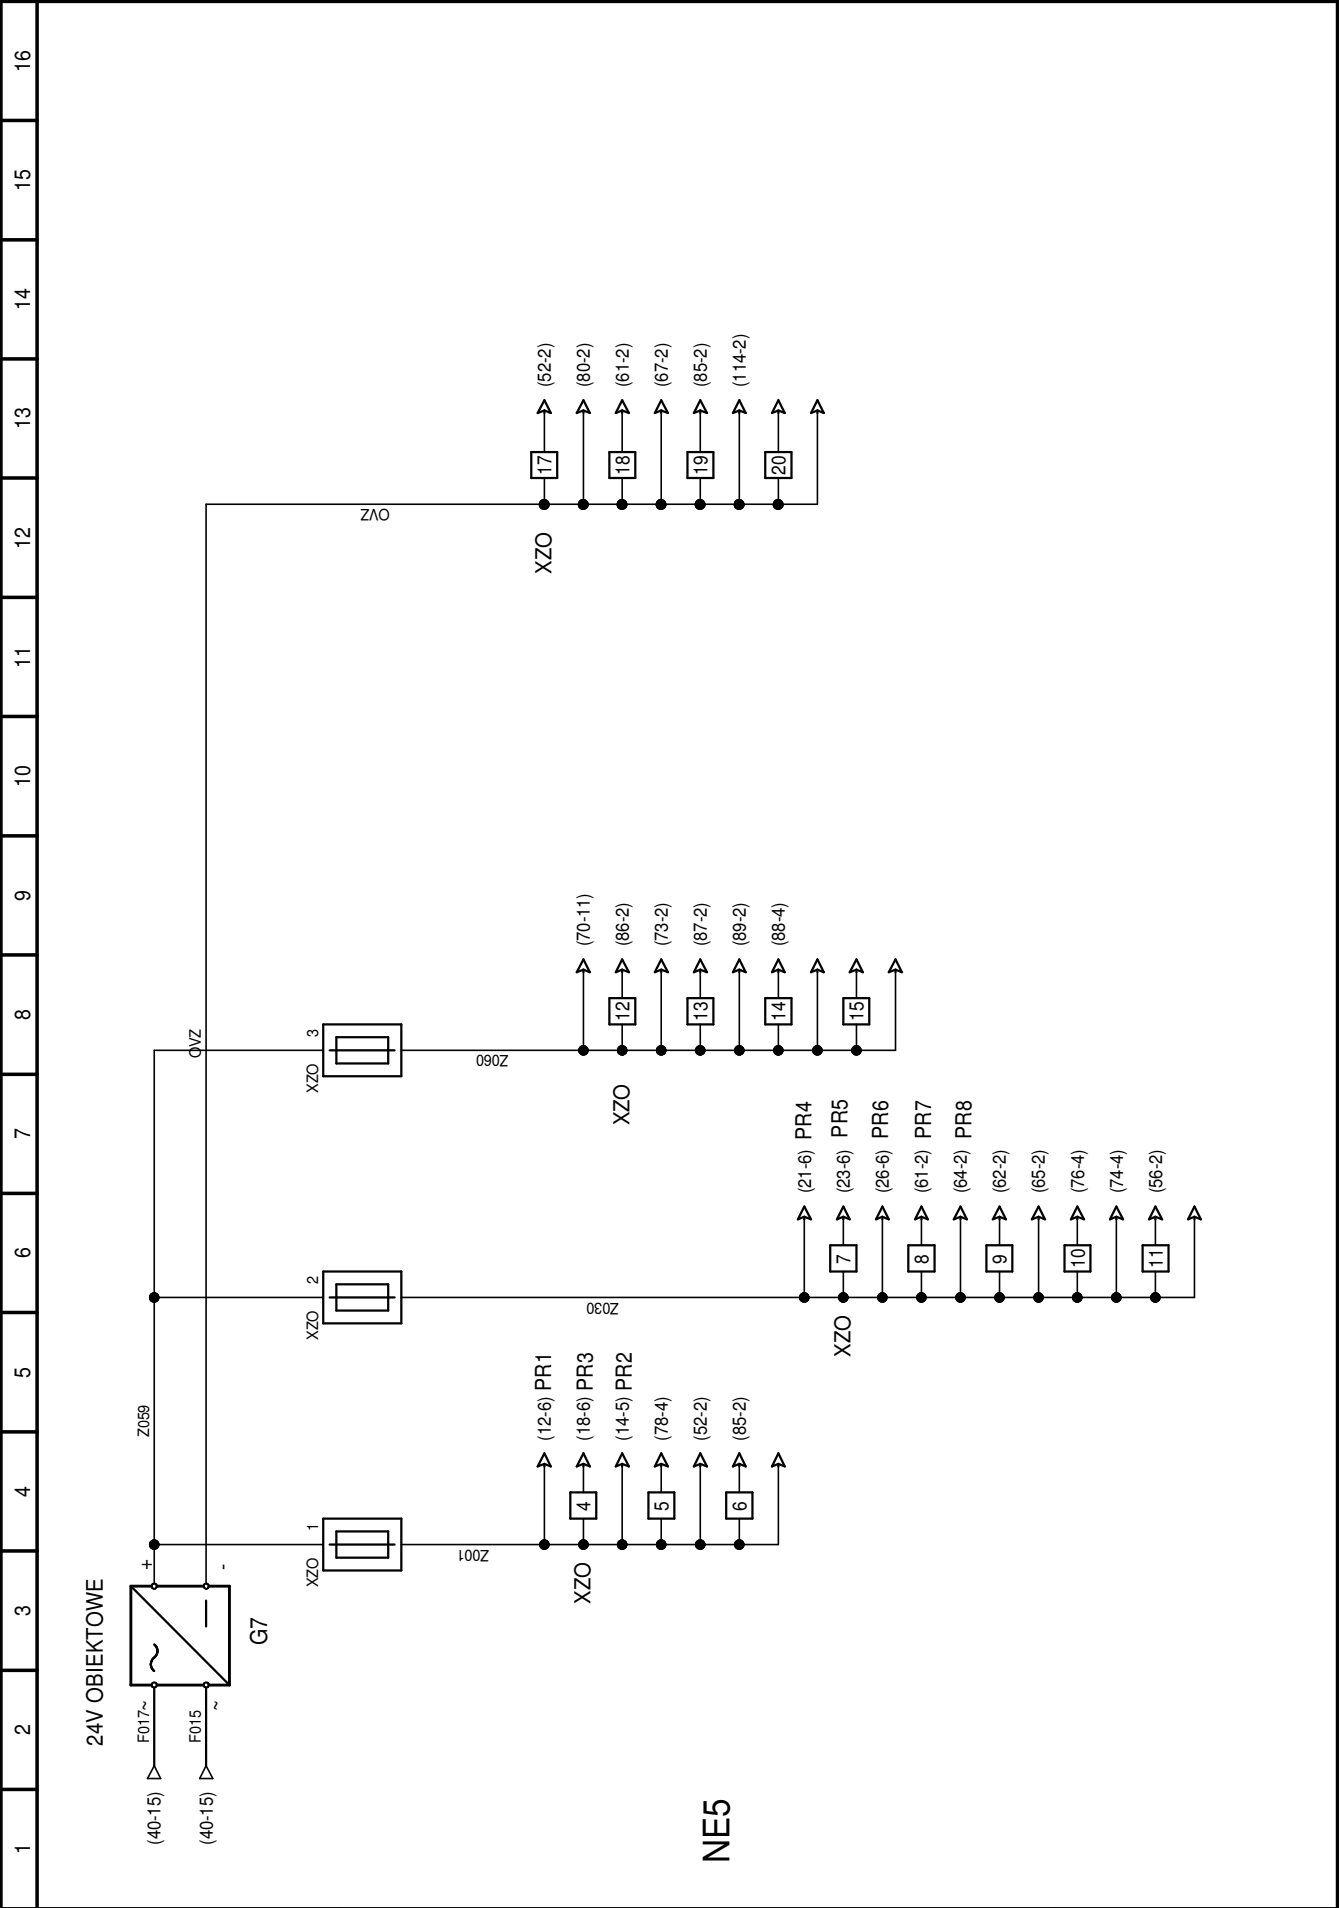 1 2 3 4 5 6 7 8 9 10 11 12 13 14 15 16
24V OBIEKTOWE
(40-15) F017~ + Z059
(40-15) F015 ~ - OVZ
G7
XZO 1
XZO 2
XZO 3
Z001
Z030
Z060
OVZ
(12-6) PR1
XZO 4 (18-6) PR3
(14-5) PR2
5 (78-4)
(52-2)
6 (85-2)
(21-6) PR4
XZO 7 (23-6) PR5
(26-6) PR6
8 (61-2) PR7
(64-2) PR8
9 (62-2)
(65-2)
10 (76-4)
(74-4)
11 (56-2)
(70-11)
XZO 12 (86-2)
(73-2)
13 (87-2)
(89-2)
14 (88-4)
15
XZO 17 (52-2)
(80-2)
18 (61-2)
(67-2)
19 (85-2)
(114-2)
20
NE5